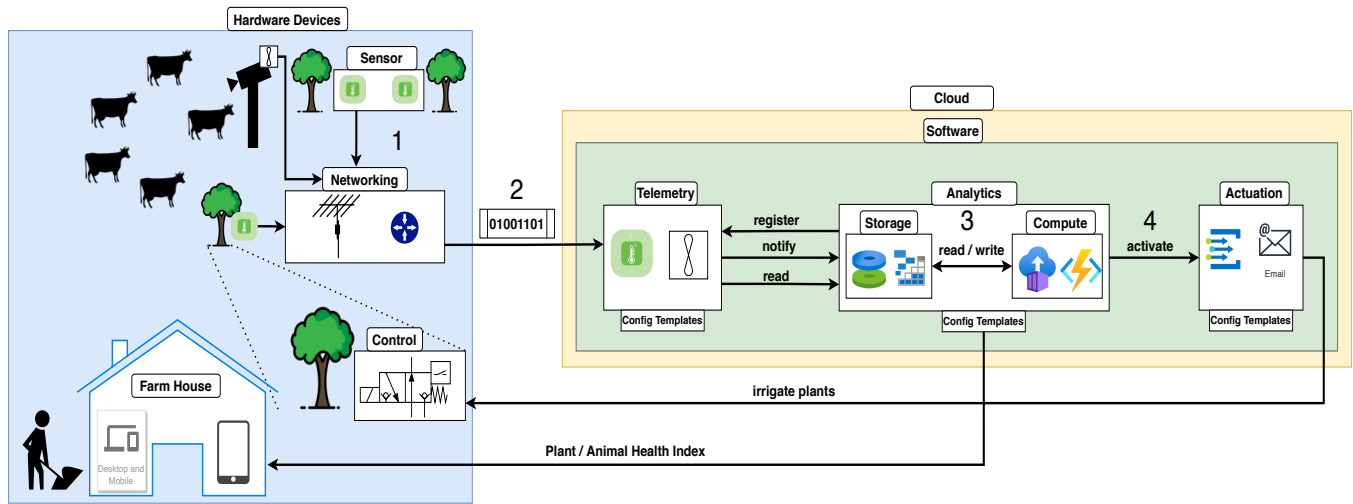 Hardware Devices
Sensor
1
Networking
2
01001101
Cloud
Software
Telemetry
register
notify
read
Config Templates
Analytics
Storage
3
read / write
Compute
Config Templates
4
activate
Actuation
@
Email
Config Templates
Control
irrigate plants
Farm House
Desktop and
Mobile
Plant / Animal Health Index